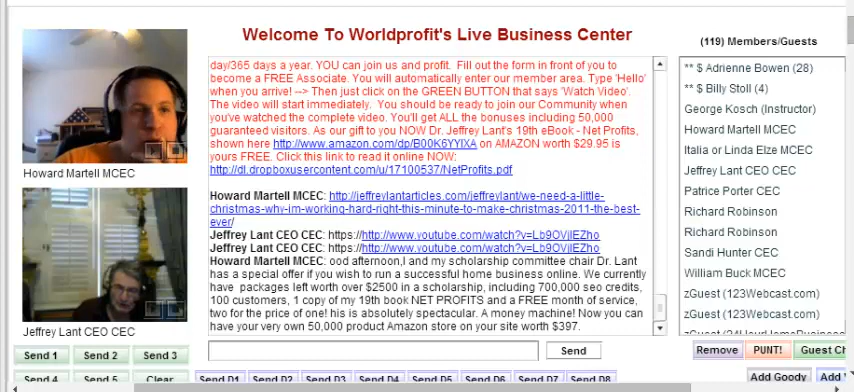 Welcome To Worldprofit's Live Business Center
(119) Members/Guests
Howard Martell MCEC
Jeffrey Lant CEO CEC
day/365 days a year. YOU can join us and profit. Fill out the form in front of you to
become a FREE Associate. You will automatically enter our member area. Type 'Hello'
when you arrive! --> Then just click on the GREEN BUTTON that says 'Watch Video'.
The video will start immediately. You should be ready to join our Community when
you've watched the complete video. You'll get ALL the bonuses including 50,000
guaranteed visitors. As our gift to you NOW Dr. Jeffrey Lant's 19th eBook - Net Profits,
shown here http://www.amazon.com/dp/B00K6YYIXA on AMAZON worth $29.95 is
yours FREE. Click this link to read it online NOW:
http://dl.dropboxusercontent.com/u/17100537/NetProfits.pdf
Howard Martell MCEC: http://jeffreylantarticles.com/jeffreylant/we-need-a-little-
christmas-why-im-working-hard-right-this-minute-to-make-christmas-2011-the-best-
ever/
Jeffrey Lant CEO CEC: https://http://www.youtube.com/watch?v=Lb9OVjIEZho
Jeffrey Lant CEO CEC: https://http://www.youtube.com/watch?v=Lb9OVjIEZho
Howard Martell MCEC: ood afternoon,I and my scholarship committee chair Dr. Lant
has a special offer if you wish to run a successful home business online. We currently
have packages left worth over $2500 in a scholarship, including 700,000 seo credits,
100 customers, 1 copy of my 19th book NET PROFITS and a FREE month of service,
two for the price of one! his is absolutely spectacular. A money machine! Now you can
have your very own 50,000 product Amazon store on your site worth $397.
** $ Adrienne Bowen (28)
** $ Billy Stoll (4)
George Kosch (Instructor)
Howard Martell MCEC
Italia or Linda Elze MCEC
Jeffrey Lant CEO CEC
Patrice Porter CEC
Richard Robinson
Richard Robinson
Sandi Hunter CEC
William Buck MCEC
zGuest (123Webcast.com)
zGuest (123Webcast.com)
zGuest (24HourHomeBusiness
Send 1 Send 2 Send 3
Send
Remove PUNT! Guest Ch
Send 4 Send 5 Clear
Send D1 Send D2 Send D3 Send D4 Send D5 Send D6 Send D7 Send D8
Add Goody Add